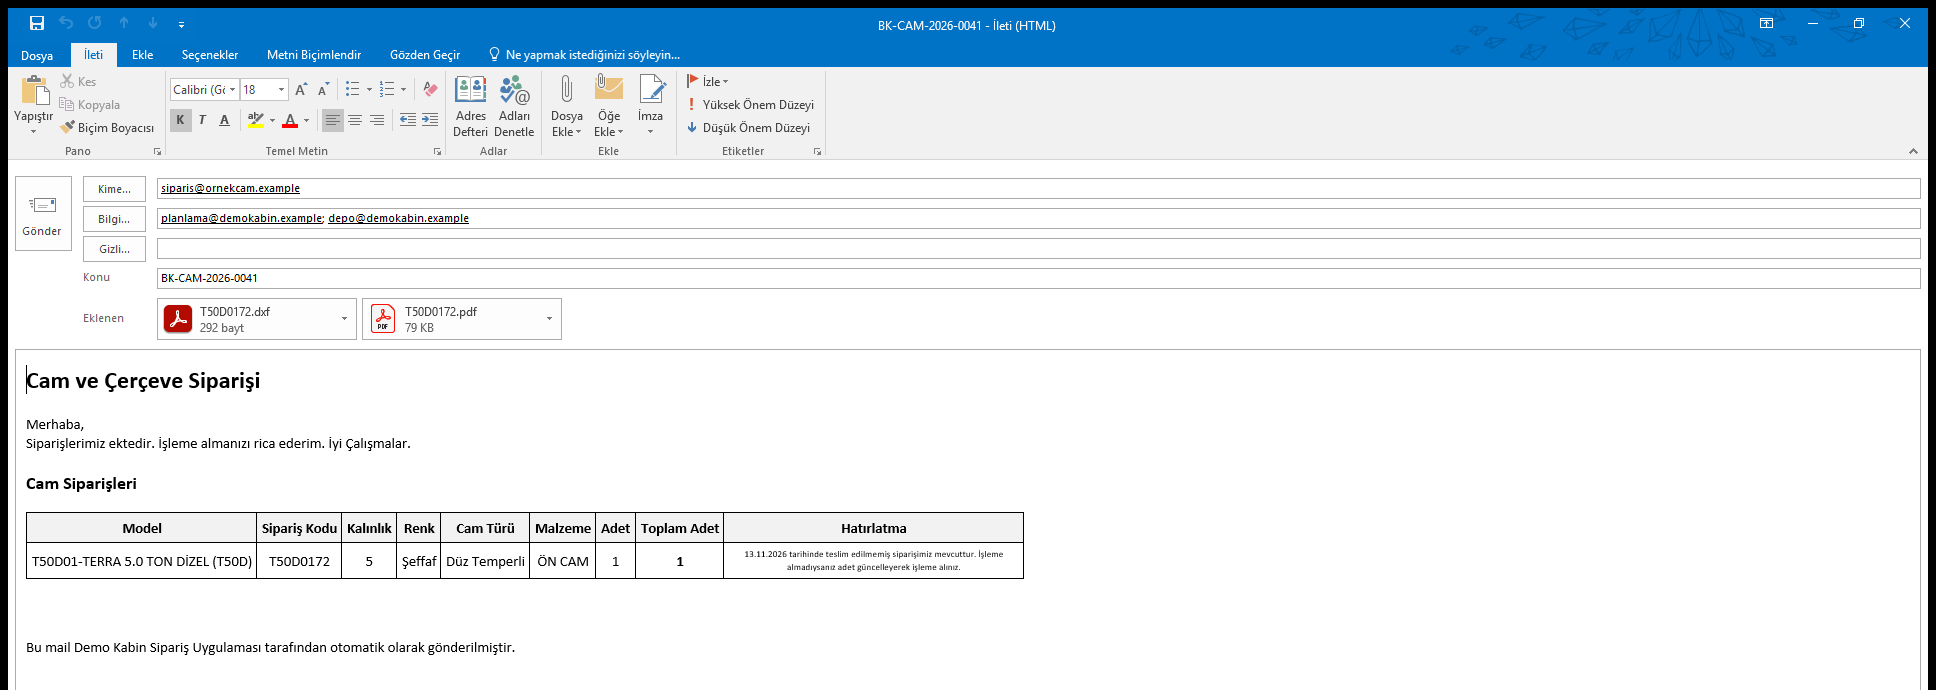 BK-CAM-2026-0041 - İleti (HTML)
Dosya İleti Ekle Seçenekler Metni Biçimlendir Gözden Geçir Ne yapmak istediğinizi söyleyin...
Yapıştır
Kes
Kopyala
Biçim Boyacısı
Pano
Calibri (Gö 18
K T A
Temel Metin
Adres Defteri
Adları Denetle
Adlar
Dosya Ekle
Öğe Ekle
İmza
Ekle
İzle
Yüksek Önem Düzeyi
Düşük Önem Düzeyi
Etiketler
Gönder
Kime... siparis@ornekcam.example
Bilgi... planlama@demokabin.example; depo@demokabin.example
Gizli...
Konu BK-CAM-2026-0041
Eklenen
T50D0172.dxf
292 bayt
PDF
T50D0172.pdf
79 KB
Cam ve Çerçeve Siparişi
Merhaba,
Siparişlerimiz ektedir. İşleme almanızı rica ederim. İyi Çalışmalar.
Cam Siparişleri
Model Sipariş Kodu Kalınlık Renk Cam Türü Malzeme Adet Toplam Adet Hatırlatma
T50D01-TERRA 5.0 TON DİZEL (T50D) T50D0172 5 Şeffaf Düz Temperli ÖN CAM 1 1
13.11.2026 tarihinde teslim edilmemiş siparişimiz mevcuttur. İşleme
almadıysanız adet güncelleyerek işleme alınız.
Bu mail Demo Kabin Sipariş Uygulaması tarafından otomatik olarak gönderilmiştir.